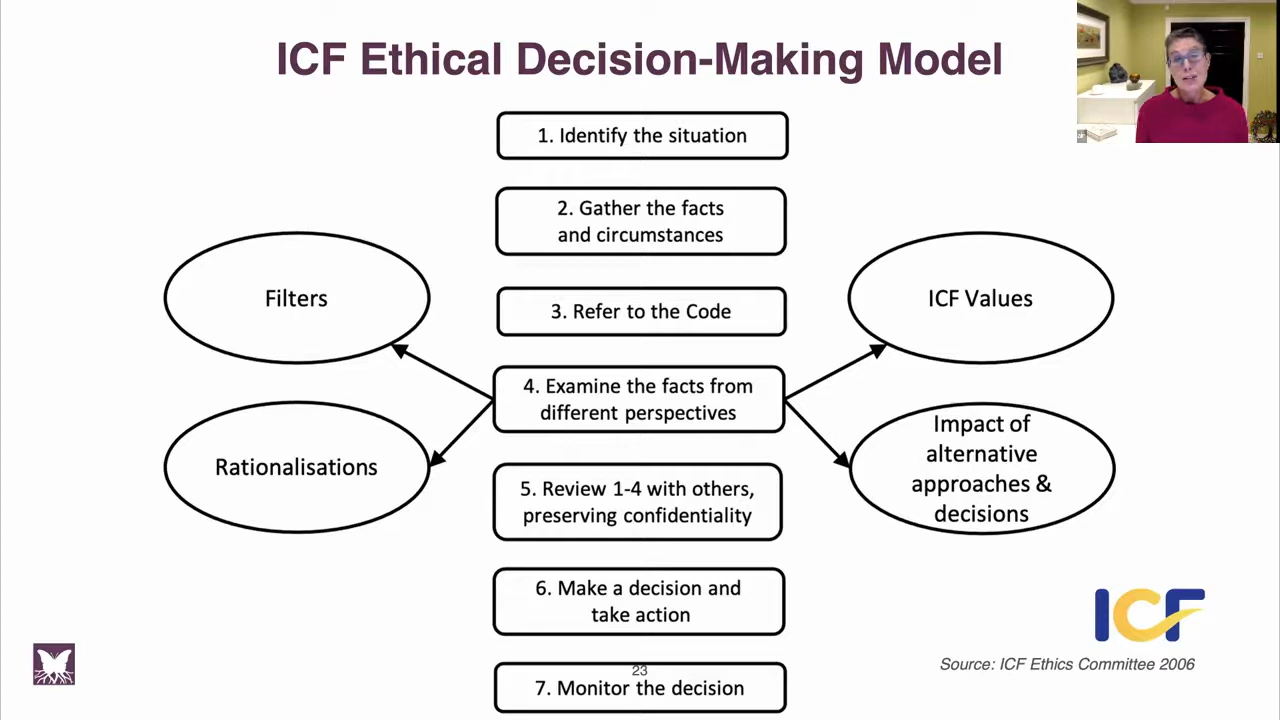 ICF Ethical Decision-Making Model
1. Identify the situation
2. Gather the facts
and circumstances
Filters
ICF Values
3. Refer to the Code
4. Examine the facts from
different perspectives
Rationalisations
Impact of
alternative
approaches &
decisions
5. Review 1-4 with others,
preserving confidentiality
6. Make a decision and
take action
ICF
Source: ICF Ethics Committee 2006
23
7. Monitor the decision